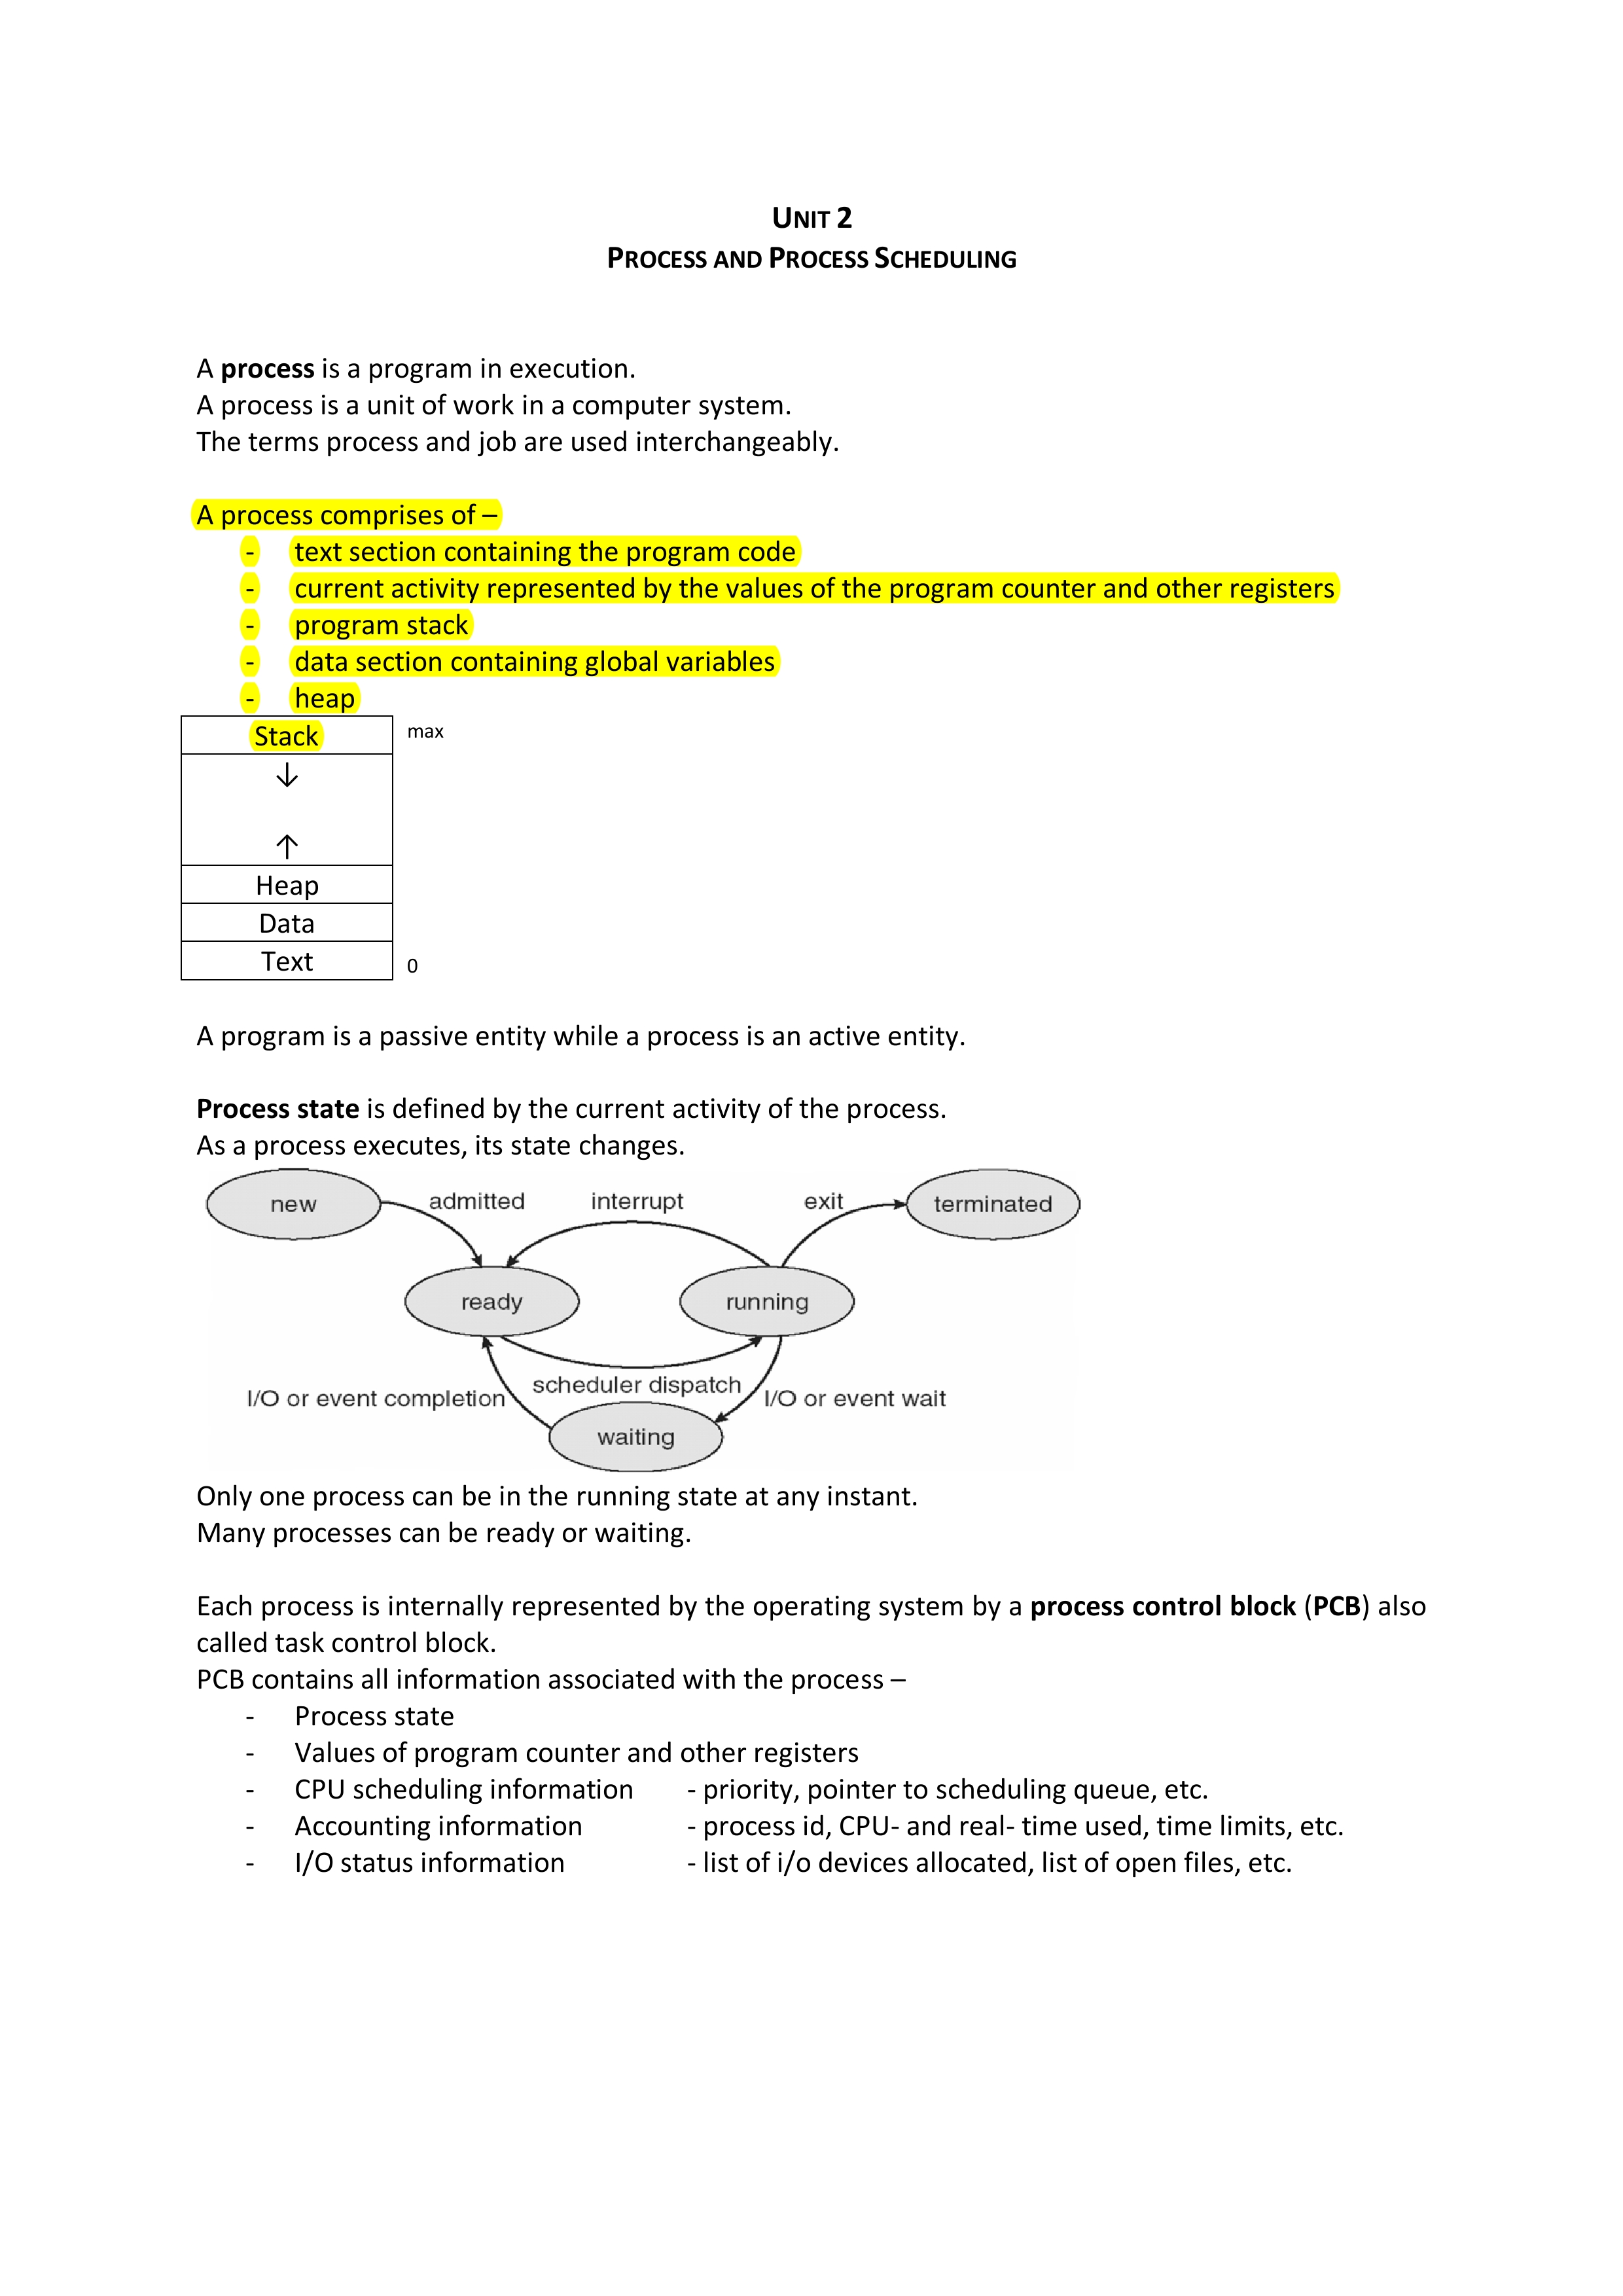 UNIT 2
PROCESS AND PROCESS SCHEDULING
A process is a program in execution.
A process is a unit of work in a computer system.
The terms process and job are used interchangeably.
A process comprises of –
- text section containing the program code
- current activity represented by the values of the program counter and other registers
- program stack
- data section containing global variables
- heap
Stack max
↓
↑
Heap
Data
Text 0
A program is a passive entity while a process is an active entity.
Process state is defined by the current activity of the process.
As a process executes, its state changes.
new admitted interrupt exit terminated
ready running
I/O or event completion scheduler dispatch I/O or event wait
waiting
Only one process can be in the running state at any instant.
Many processes can be ready or waiting.
Each process is internally represented by the operating system by a process control block (PCB) also
called task control block.
PCB contains all information associated with the process –
- Process state
- Values of program counter and other registers
- CPU scheduling information - priority, pointer to scheduling queue, etc.
- Accounting information - process id, CPU- and real- time used, time limits, etc.
- I/O status information - list of i/o devices allocated, list of open files, etc.